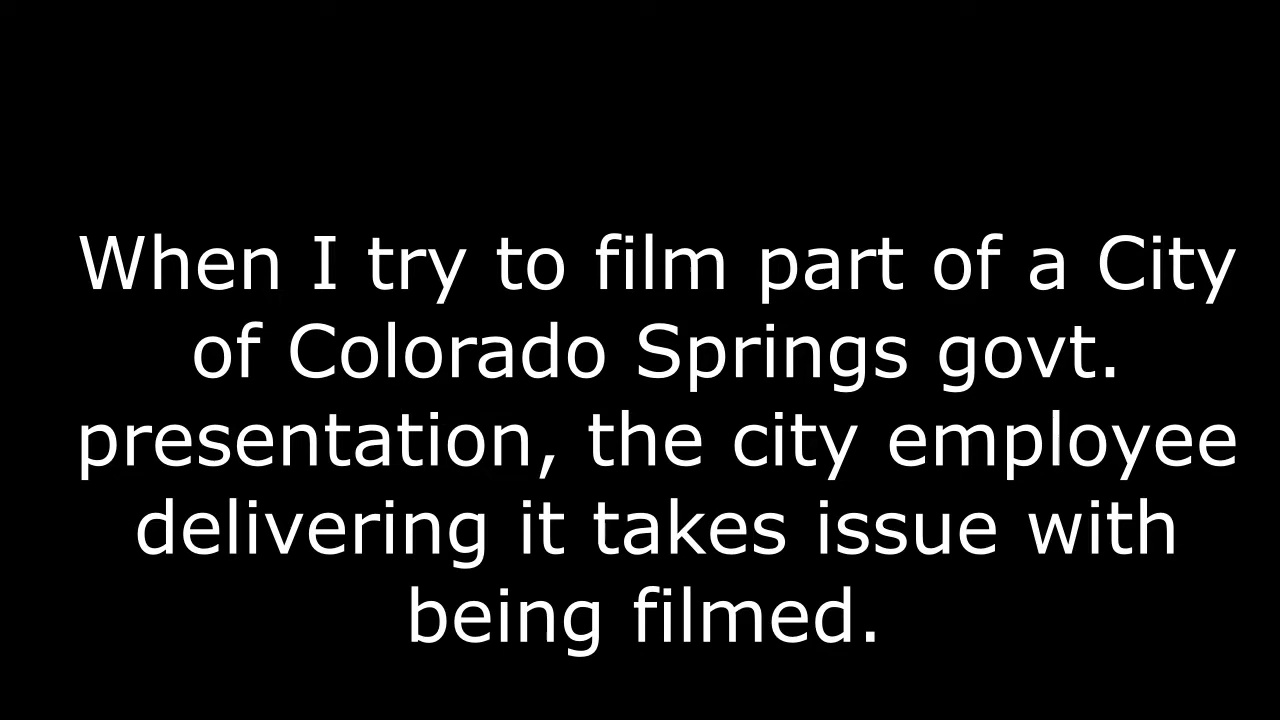 When I try to film part of a City
of Colorado Springs govt.
presentation, the city employee
delivering it takes issue with
being filmed.